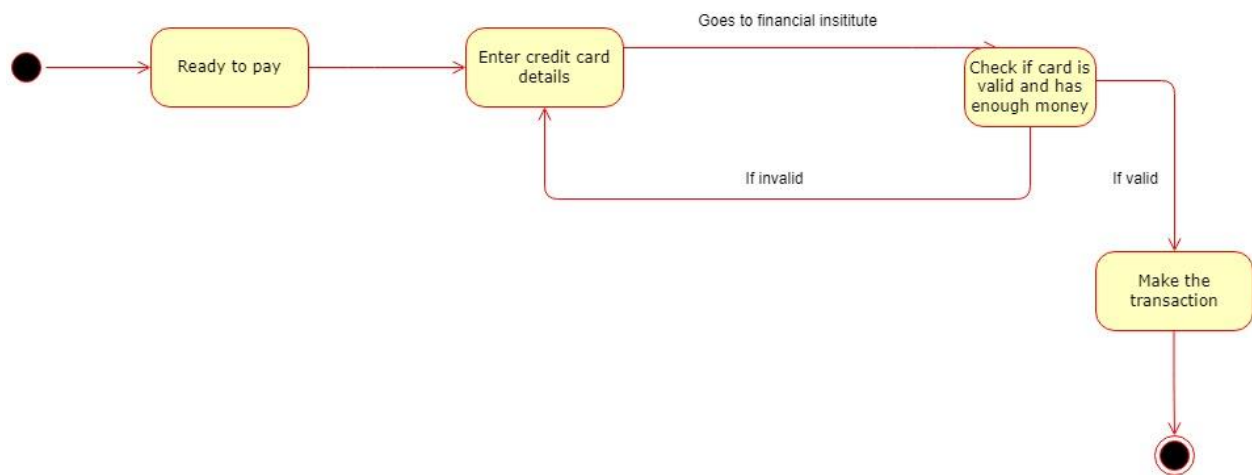 Goes to financial insititute
Ready to pay
Enter credit card
details
Check if card is
valid and has
enough money
If invalid
If valid
Make the
transaction